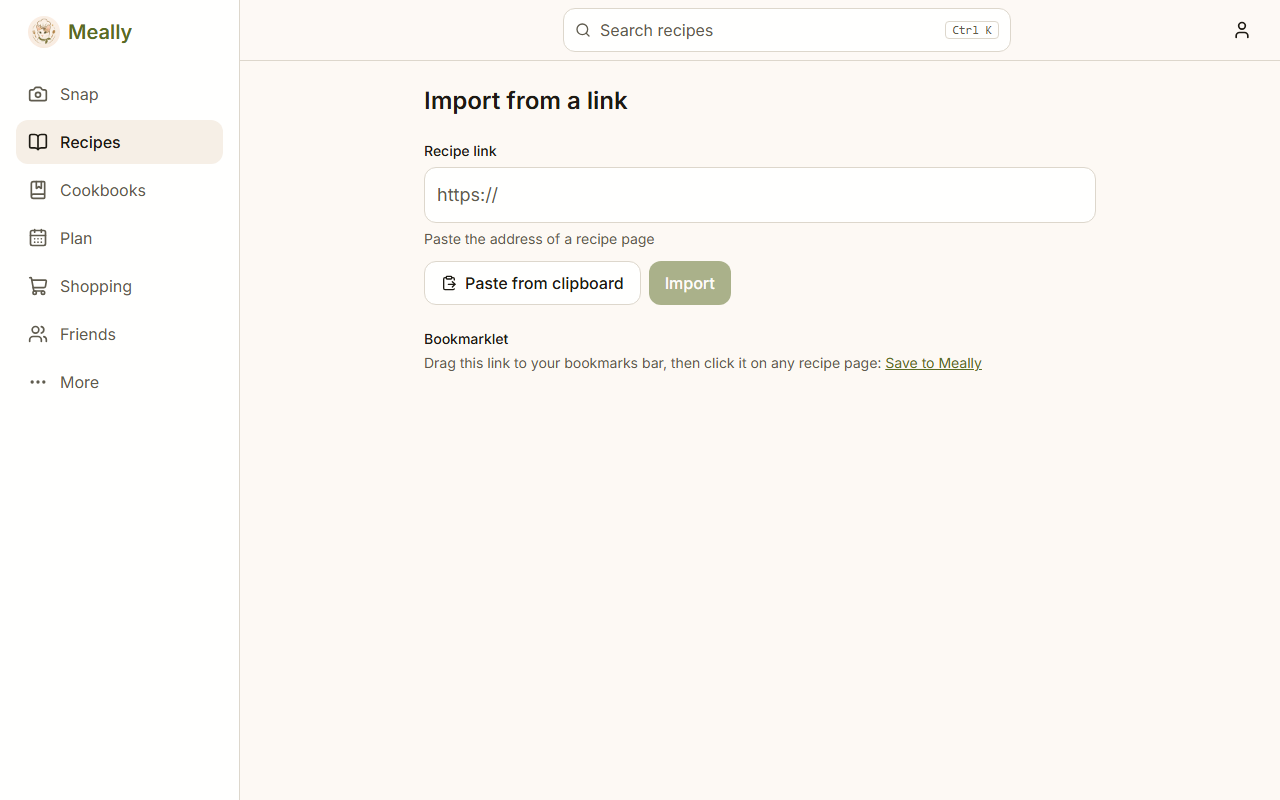 Meally
Search recipes
Ctrl K
Snap
Recipes
Cookbooks
Plan
Shopping
Friends
More
Import from a link
Recipe link
https://
Paste the address of a recipe page
Paste from clipboard
Import
Bookmarklet
Drag this link to your bookmarks bar, then click it on any recipe page: Save to Meally